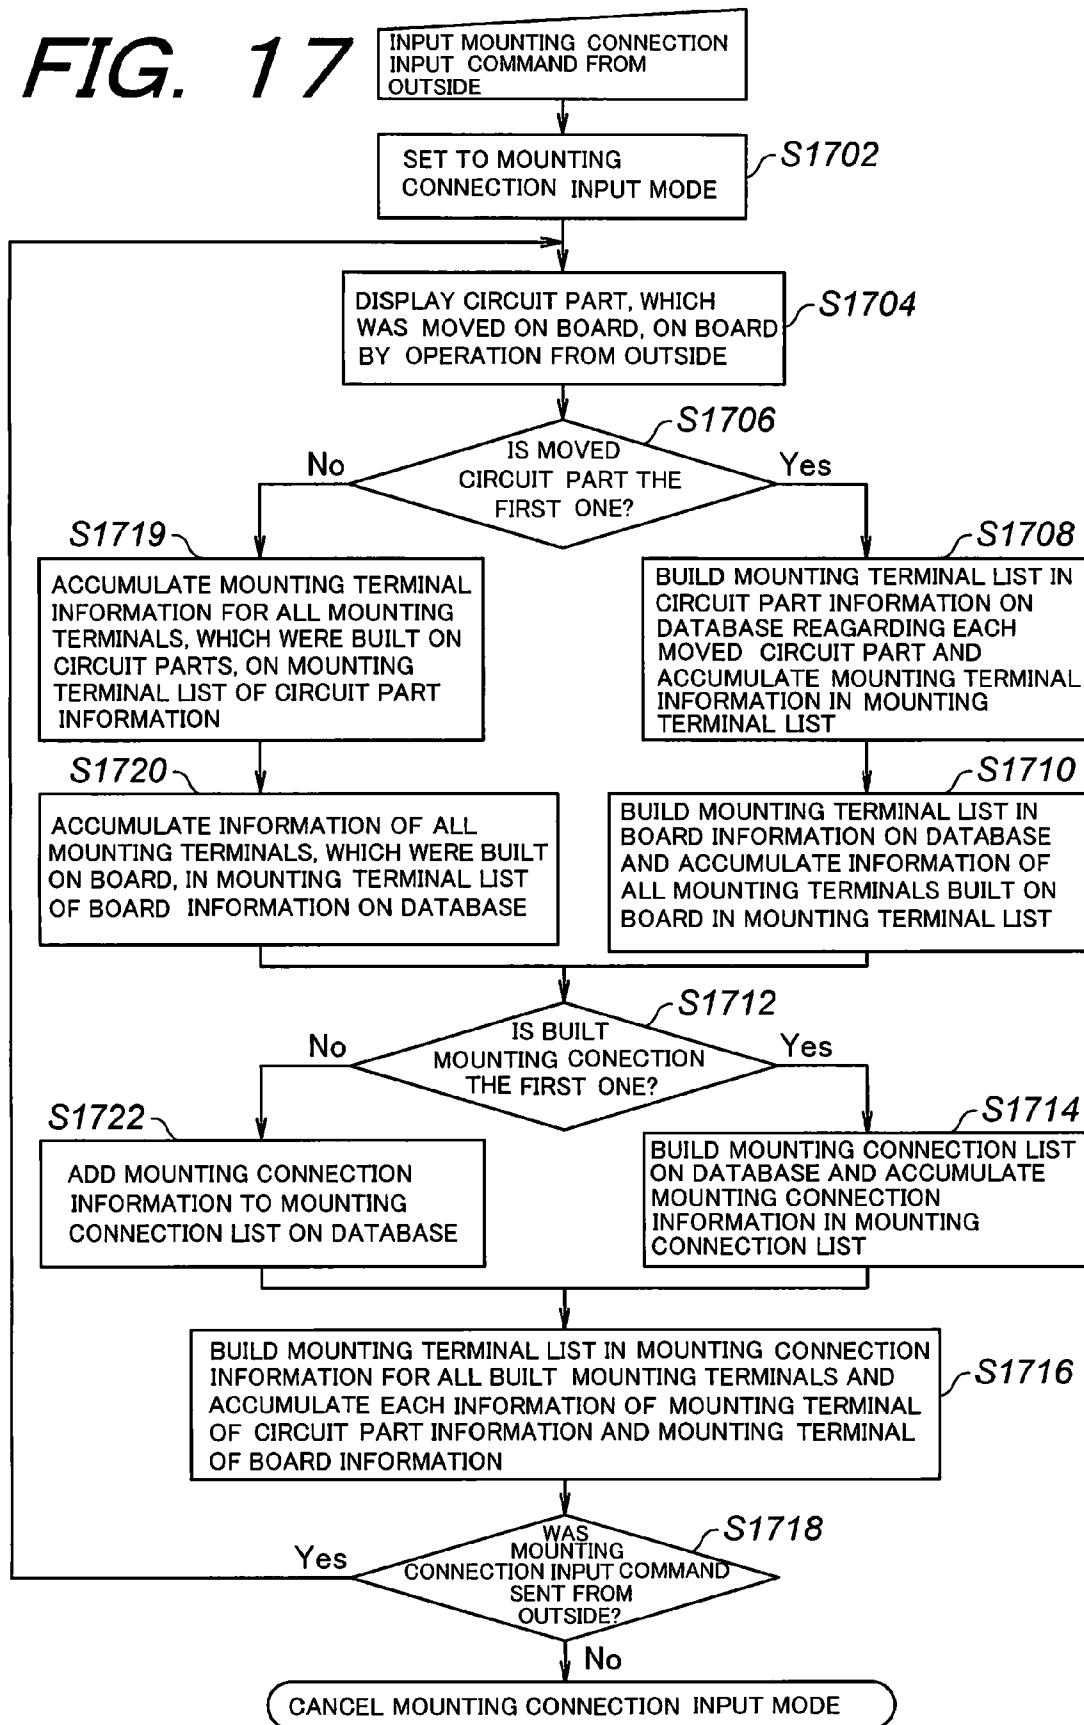 FIG. 17
INPUT MOUNTING CONNECTION
INPUT COMMAND FROM
OUTSIDE
SET TO MOUNTING
CONNECTION INPUT MODE
S1702
DISPLAY CIRCUIT PART, WHICH
WAS MOVED ON BOARD, ON BOARD
BY OPERATION FROM OUTSIDE
S1704
S1706
IS MOVED
CIRCUIT PART THE
FIRST ONE?
No
Yes
S1719
ACCUMULATE MOUNTING TERMINAL
INFORMATION FOR ALL MOUNTING
TERMINALS, WHICH WERE BUILT ON
CIRCUIT PARTS, ON MOUNTING
TERMINAL LIST OF CIRCUIT PART
INFORMATION
S1708
BUILD MOUNTING TERMINAL LIST IN
CIRCUIT PART INFORMATION ON
DATABASE REAGARDING EACH
MOVED CIRCUIT PART AND
ACCUMULATE MOUNTING TERMINAL
INFORMATION IN MOUNTING
TERMINAL LIST
S1720
ACCUMULATE INFORMATION OF ALL
MOUNTING TERMINALS, WHICH WERE BUILT
ON BOARD, IN MOUNTING TERMINAL LIST
OF BOARD INFORMATION ON DATABASE
S1710
BUILD MOUNTING TERMINAL LIST IN
BOARD INFORMATION ON DATABASE
AND ACCUMULATE INFORMATION OF
ALL MOUNTING TERMINALS BUILT ON
BOARD IN MOUNTING TERMINAL LIST
S1712
IS BUILT
MOUNTING CONECTION
THE FIRST ONE?
No
Yes
S1722
ADD MOUNTING CONNECTION
INFORMATION TO MOUNTING
CONNECTION LIST ON DATABASE
S1714
BUILD MOUNTING CONNECTION LIST
ON DATABASE AND ACCUMULATE
MOUNTING CONNECTION
INFORMATION IN MOUNTING
CONNECTION LIST
BUILD MOUNTING TERMINAL LIST IN MOUNTING CONNECTION
INFORMATION FOR ALL BUILT MOUNTING TERMINALS AND
ACCUMULATE EACH INFORMATION OF MOUNTING TERMINAL
OF CIRCUIT PART INFORMATION AND MOUNTING TERMINAL
OF BOARD INFORMATION
S1716
S1718
WAS
MOUNTING
CONNECTION INPUT COMMAND
SENT FROM
OUTSIDE?
Yes
No
CANCEL MOUNTING CONNECTION INPUT MODE